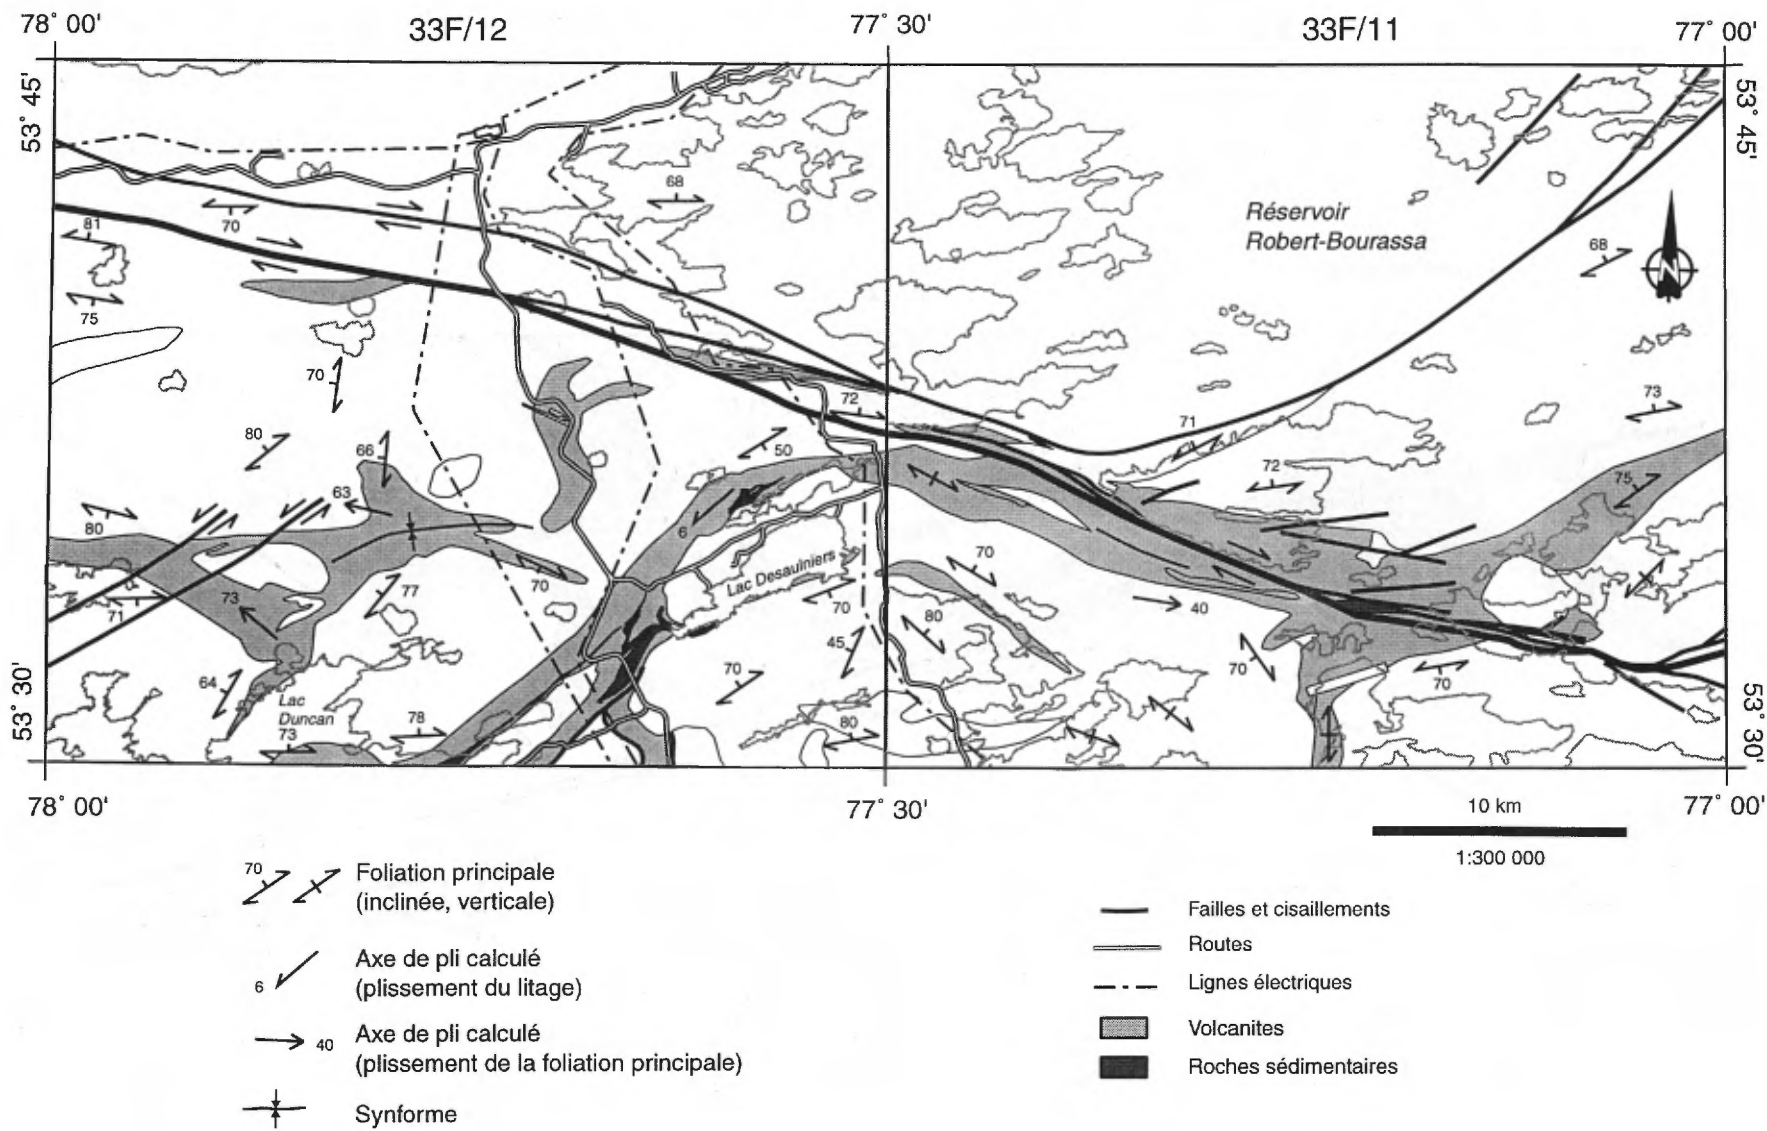 78° 00'
33F/12
77° 30'
33F/11
77° 00'
53° 45'
53° 45'
68
Réservoir
Robert-Bourassa
81
70
68
75
70
72
73
71
80
50
66
72
75
63
6
80
70
70
Lac Desaulniers
77
73
70
40
71
80
45
70
64
70
70
Lac
Duncan
78
73
80
53° 30'
53° 30'
78° 00'
77° 30'
77° 00'
10 km
1:300 000
70
Foliation principale
(inclinée, verticale)
6
Axe de pli calculé
(plissement du litage)
40
Axe de pli calculé
(plissement de la foliation principale)
Synforme
Failles et cisaillements
Routes
Lignes électriques
Volcanites
Roches sédimentaires
N